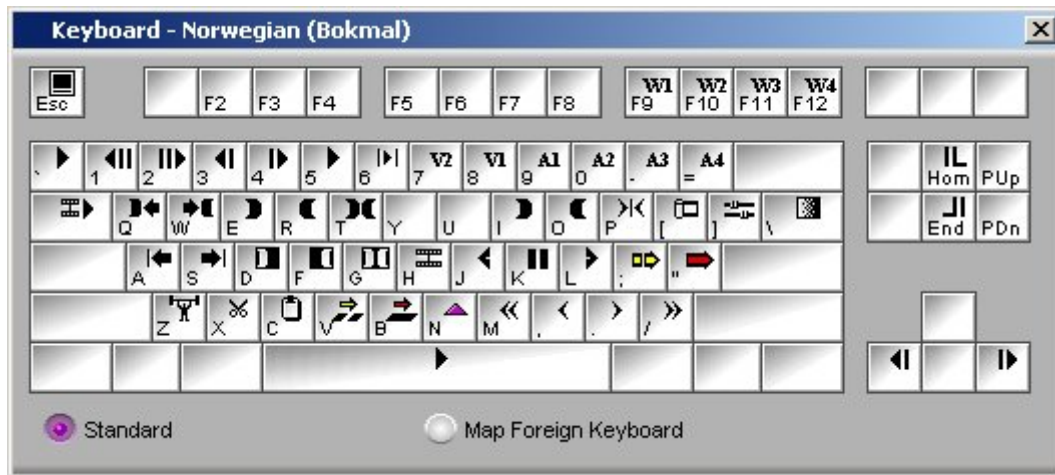 Keyboard - Norwegian (Bokmal)
Esc F2 F3 F4 F5 F6 F7 F8 W1 F9 W2 F10 W3 F11 W4 F12
` 1 2 3 4 5 6 7 V2 8 V1 9 A1 0 A2 - A3 = A4 Hom PUp
Q W E R T Y U I O P [ ] \ End PDn
A S D F G H J K L ; "
Z X C V B N M , . /
Standard Map Foreign Keyboard